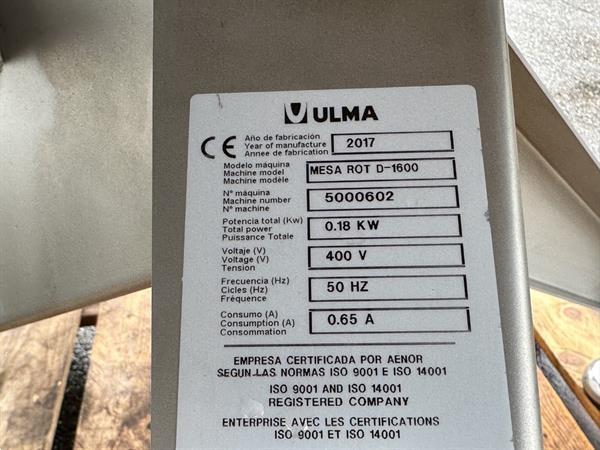 ULMA
CE
Año de fabricación
Year of manufacture
Annee de fabrication
2017
Modelo máquina
Machine model
Machine modèle
MESA ROT D-1600
Nº máquina
Machine number
Nº machine
5000602
Potencia total (Kw)
Total power
Puissance Totale
0.18 KW
Voltaje (V)
Voltage (V)
Tension
400 V
Frecuencia (Hz)
Cicles (Hz)
Fréquence
50 HZ
Consumo (A)
Consumption (A)
Consommation
0.65 A
EMPRESA CERTIFICADA POR AENOR
SEGUN LAS NORMAS ISO 9001 E ISO 14001
ISO 9001 AND ISO 14001
REGISTERED COMPANY
ENTERPRISE AVEC LES CERTIFICATIONS
ISO 9001 ET ISO 14001